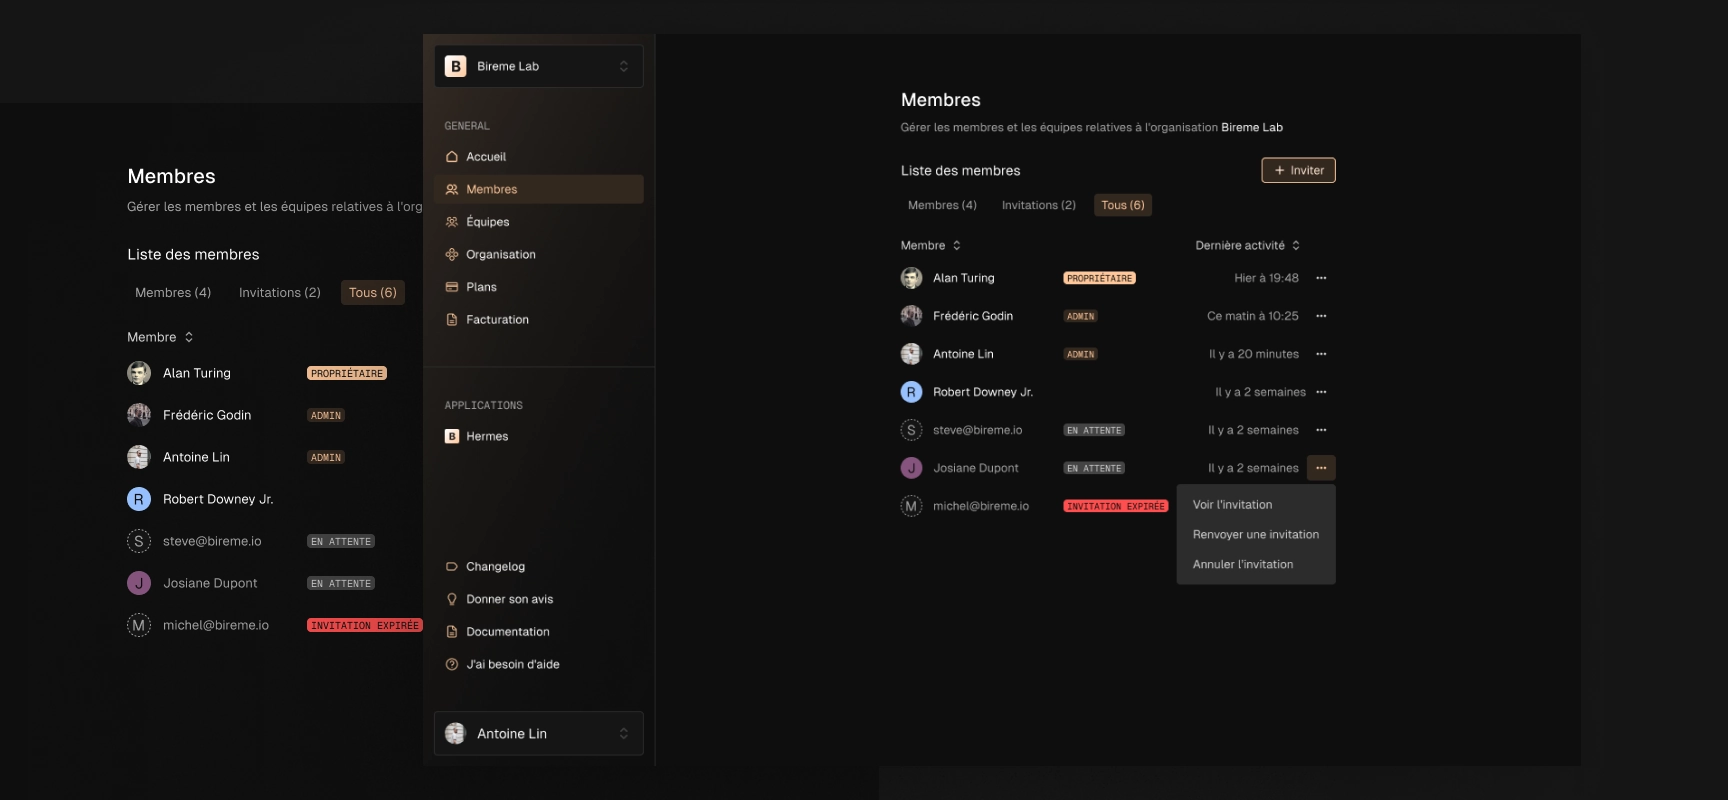 Membres
Gérer les membres et les équipes relatives à l'org
Liste des membres
Membres (4) Invitations (2) Tous (6)
Membre
Alan Turing PROPRIÉTAIRE
Frédéric Godin ADMIN
Antoine Lin ADMIN
R Robert Downey Jr.
S steve@bireme.io EN ATTENTE
J Josiane Dupont EN ATTENTE
M michel@bireme.io INVITATION EXPIRÉE
B Bireme Lab
GENERAL
Accueil
Membres
Équipes
Organisation
Plans
Facturation
APPLICATIONS
B Hermes
Changelog
Donner son avis
Documentation
J'ai besoin d'aide
Antoine Lin
Membres
Gérer les membres et les équipes relatives à l'organisation Bireme Lab
Liste des membres + Inviter
Membres (4) Invitations (2) Tous (6)
Membre Dernière activité
Alan Turing PROPRIÉTAIRE Hier à 19:48
Frédéric Godin ADMIN Ce matin à 10:25
Antoine Lin ADMIN Il y a 20 minutes
R Robert Downey Jr. Il y a 2 semaines
S steve@bireme.io EN ATTENTE Il y a 2 semaines
J Josiane Dupont EN ATTENTE Il y a 2 semaines
M michel@bireme.io INVITATION EXPIRÉE
Voir l'invitation
Renvoyer une invitation
Annuler l'invitation